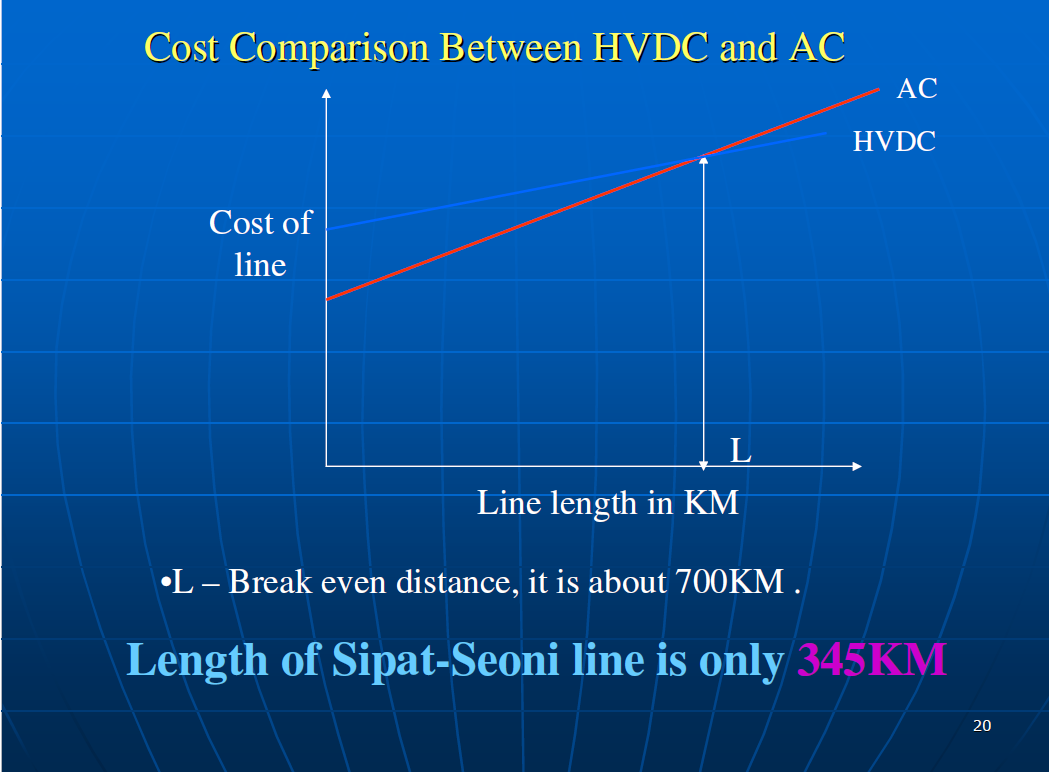 Cost Comparison Between HVDC and AC
AC
HVDC
Cost of
line
L
Line length in KM
•L – Break even distance, it is about 700KM .
Length of Sipat-Seoni line is only 345KM
20